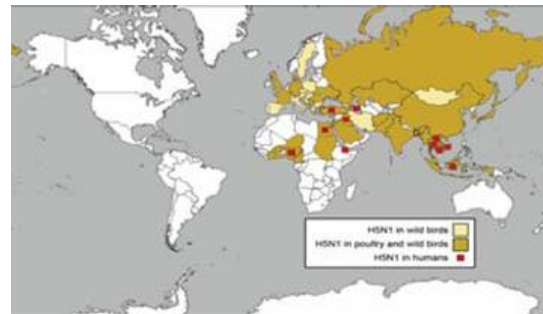 H5N1 in wild birds
H5N1 in poultry and wild birds
H5N1 in humans